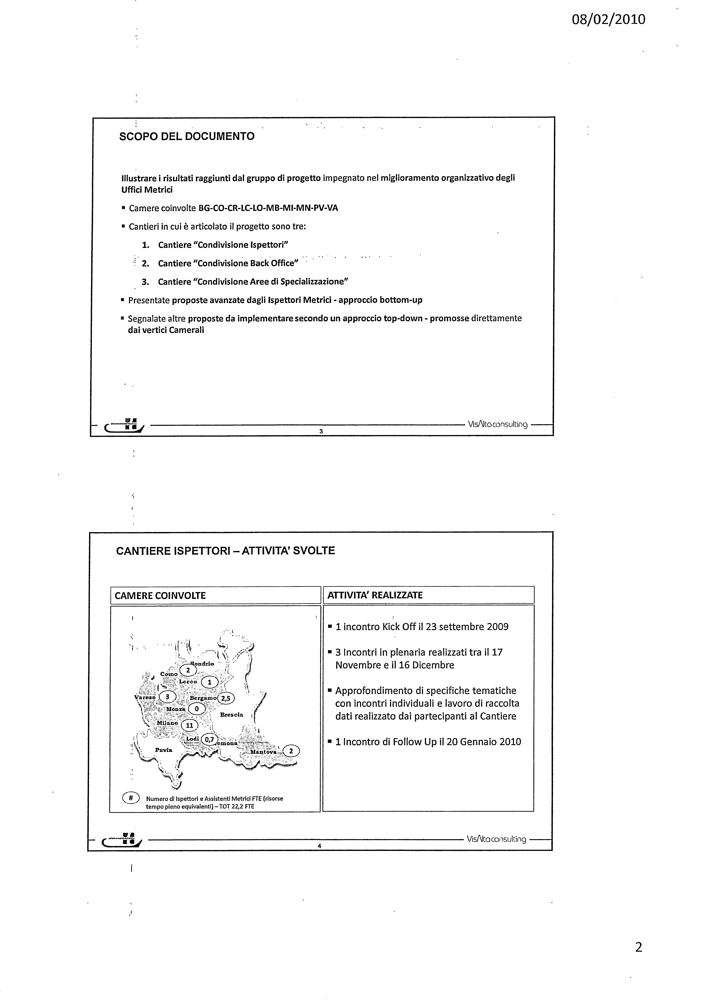 08/02/2010
SCOPO DEL DOCUMENTO
Illustrare i risultati raggiunti dal gruppo di progetto impegnato nel miglioramento organizzativo degli
Uffici Metrici
▪ Camere coinvolte BG-CO-CR-LC-LO-MB-MI-MN-PV-VA
▪ Cantieri in cui è articolato il progetto sono tre:
1. Cantiere “Condivisione Ispettori”
2. Cantiere “Condivisione Back Office”
3. Cantiere “Condivisione Aree di Specializzazione”
▪ Presentate proposte avanzate dagli Ispettori Metrici - approccio bottom-up
▪ Segnalate altre proposte da implementare secondo un approccio top-down - promosse direttamente
dai vertici Camerali
VisAlta consulting
3
CANTIERE ISPETTORI – ATTIVITA’ SVOLTE
CAMERE COINVOLTE
Sondrio
2
Como
Lecco 1
Varese 3 Bergamo 2,5
Monza 0
Brescia
Milano 11
Lodi 0,7
emona
Pavia
Mantova 2
# Numero di Ispettori e Assistenti Metrici FTE (risorse
tempo pieno equivalenti) – TOT 22,2 FTE
ATTIVITA’ REALIZZATE
▪ 1 incontro Kick Off il 23 settembre 2009
▪ 3 Incontri in plenaria realizzati tra il 17
Novembre e il 16 Dicembre
▪ Approfondimento di specifiche tematiche
con incontri individuali e lavoro di raccolta
dati realizzato dai partecipanti al Cantiere
▪ 1 Incontro di Follow Up il 20 Gennaio 2010
VisAlta consulting
4
2